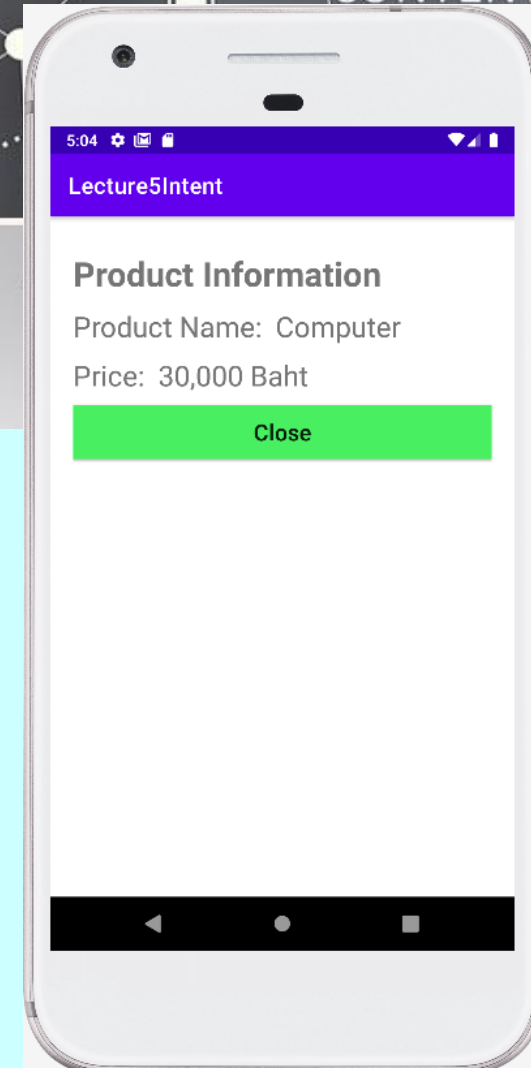 5:04
Lecture5Intent
Product Information
Product Name: Computer
Price: 30,000 Baht
Close